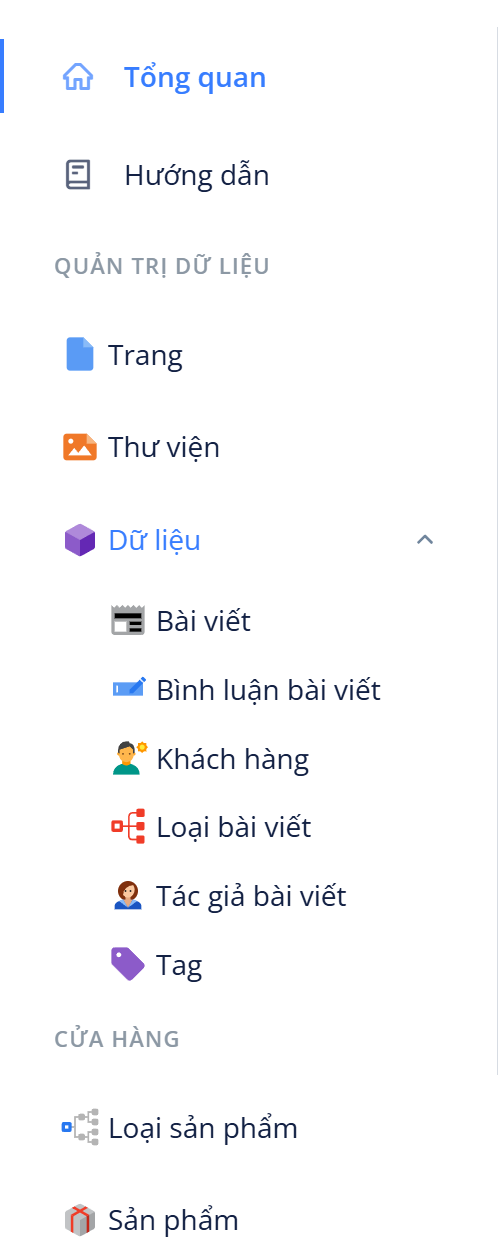 Tổng quan
Hướng dẫn
QUẢN TRỊ DỮ LIỆU
Trang
Thư viện
Dữ liệu
Bài viết
Bình luận bài viết
Khách hàng
Loại bài viết
Tác giả bài viết
Tag
CỬA HÀNG
Loại sản phẩm
Sản phẩm